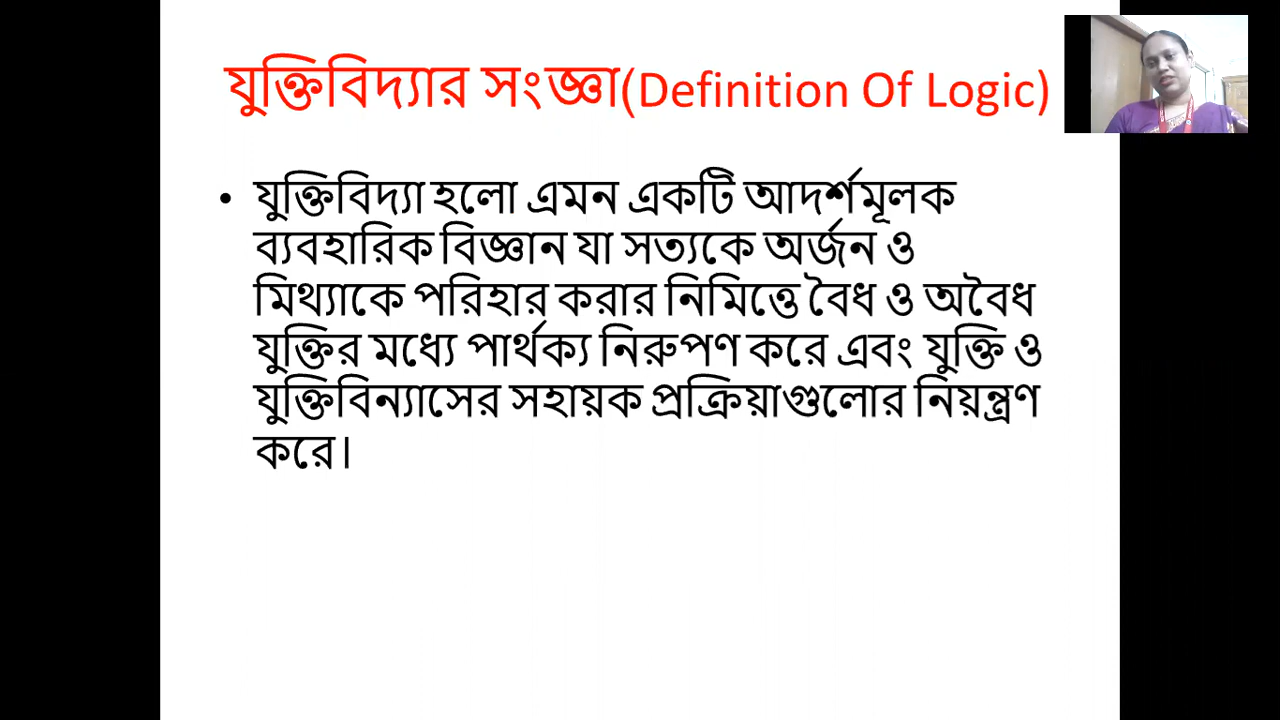 যুক্তিবিদ্যার সংজ্ঞা(Definition Of Logic)
• যুক্তিবিদ্যা হলো এমন একটি আদর্শমূলক
ব্যবহারিক বিজ্ঞান যা সত্যকে অর্জন ও
মিথ্যাকে পরিহার করার নিমিত্তে বৈধ ও অবৈধ
যুক্তির মধ্যে পার্থক্য নিরুপণ করে এবং যুক্তি ও
যুক্তিবিন্যাসের সহায়ক প্রক্রিয়াগুলোর নিয়ন্ত্রণ
করে।